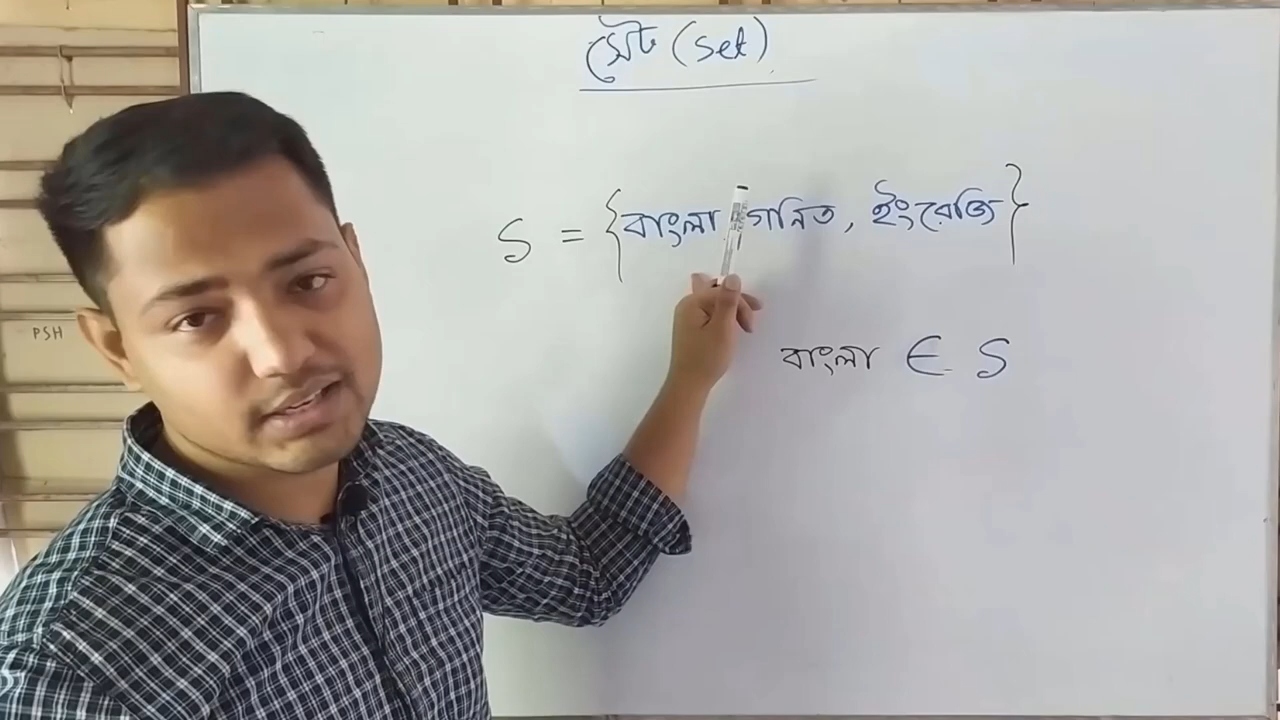 সেট (Set)
S = {বাংলা গনিত, ইংরেজি}
PSH
বাংলা ∈ S